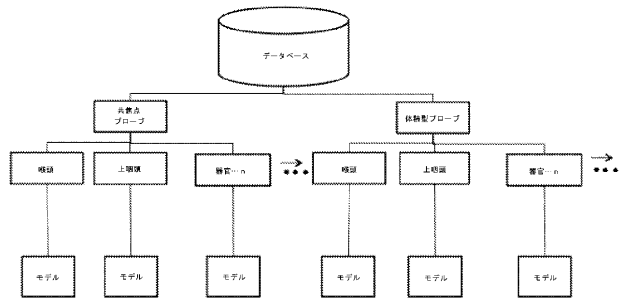 データベース
共焦点
プローブ
体積型プローブ
喉頭
上咽頭
器官…n
喉頭
上咽頭
器官…n
モデル
モデル
モデル
モデル
モデル
モデル